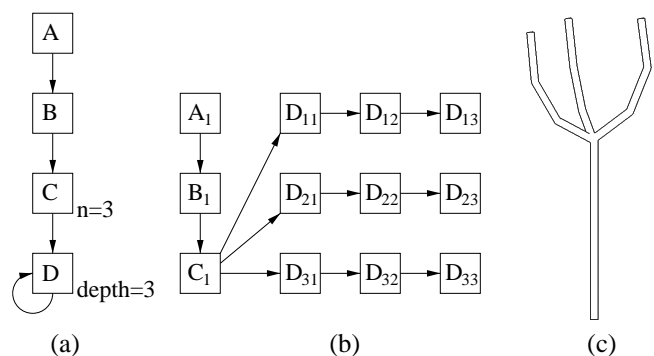 A
B
C
n=3
D
depth=3
(a)
A₁ D₁₁ D₁₂ D₁₃
B₁ D₂₁ D₂₂ D₂₃
C₁ D₃₁ D₃₂ D₃₃
(b)
(c)